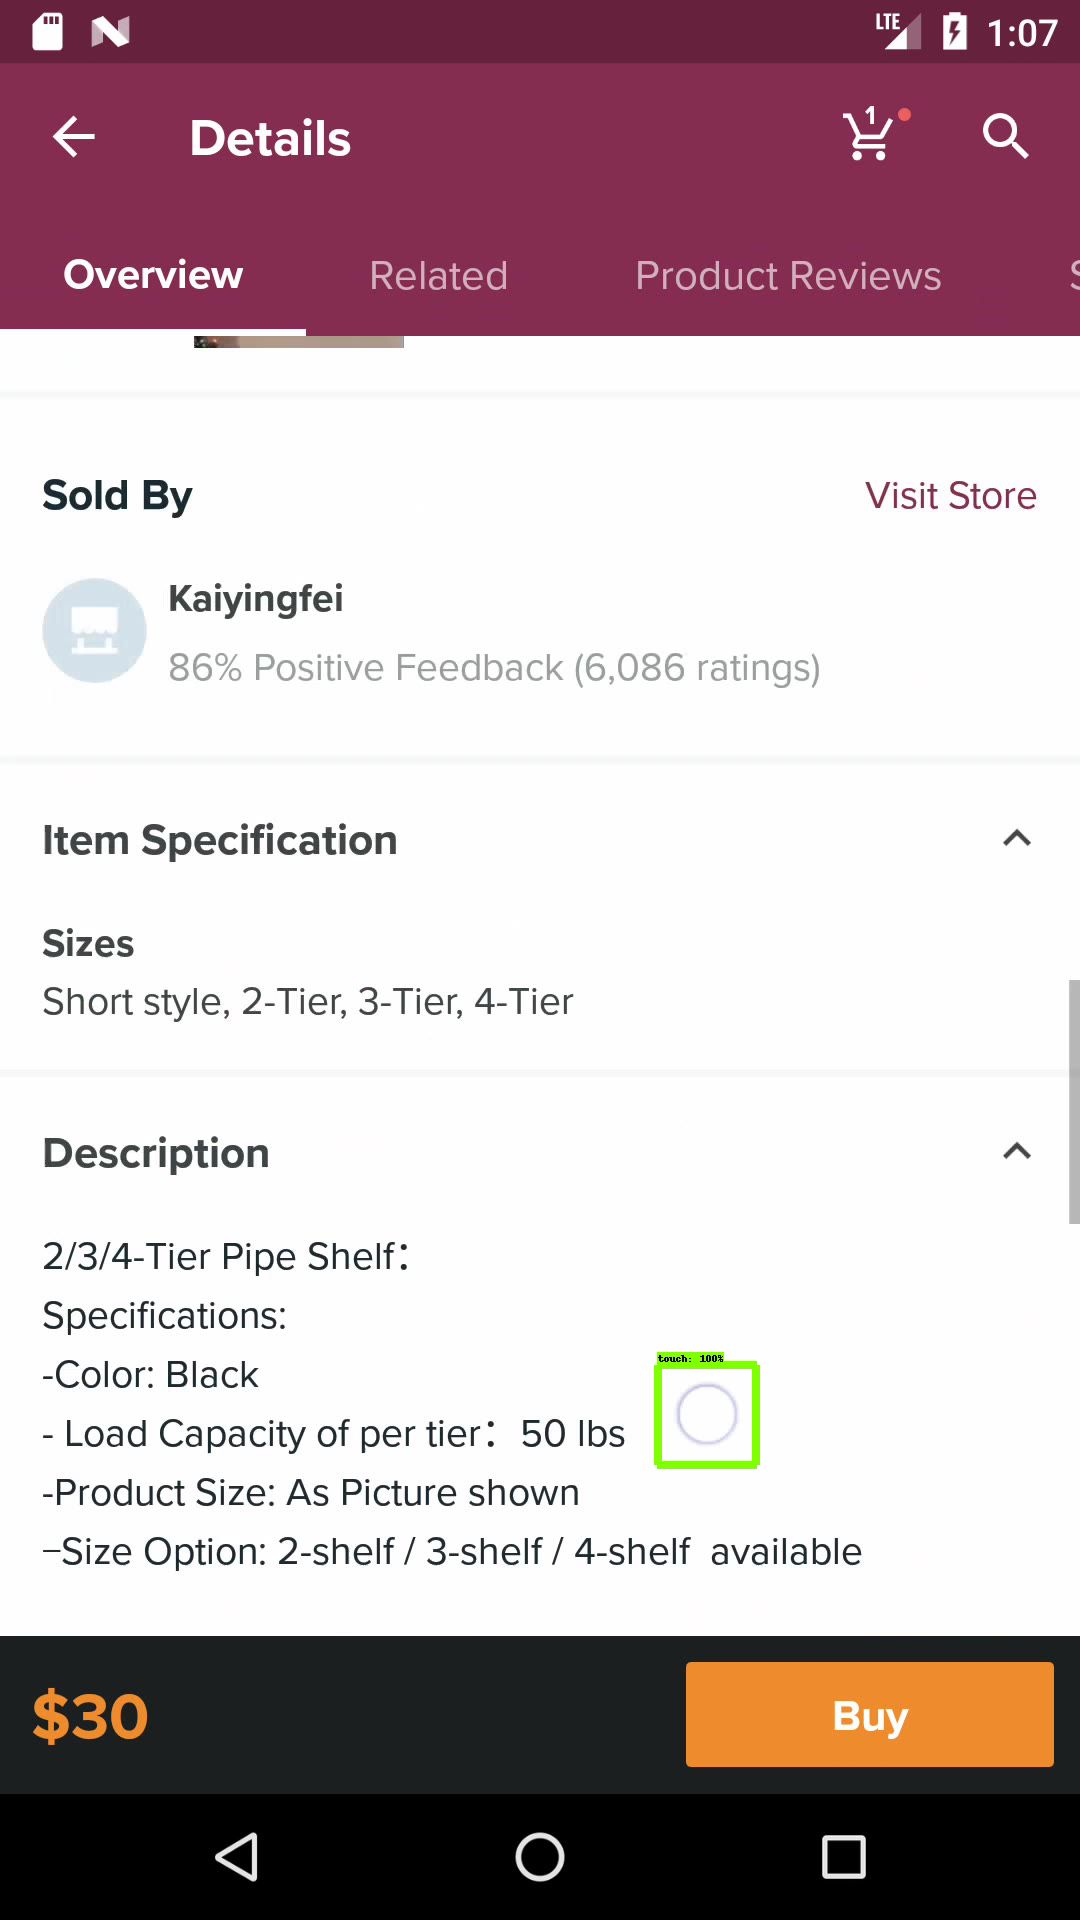 LTE 1:07
Details 1
Overview Related Product Reviews S
Sold By Visit Store
Kaiyingfei
86% Positive Feedback (6,086 ratings)
Item Specification
Sizes
Short style, 2-Tier, 3-Tier, 4-Tier
Description
2/3/4-Tier Pipe Shelf：
Specifications:
-Color: Black
touch: 100%
- Load Capacity of per tier：50 lbs
-Product Size: As Picture shown
–Size Option: 2-shelf / 3-shelf / 4-shelf  available
$30 Buy